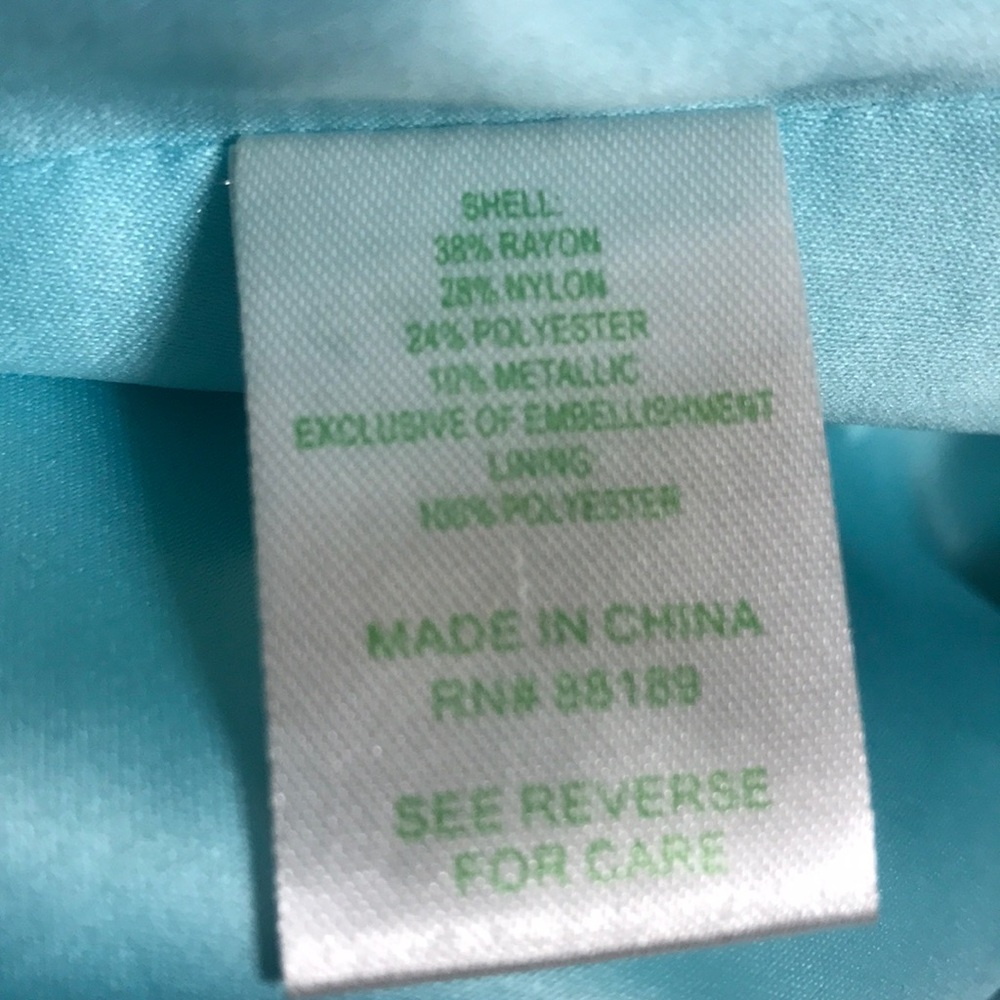 SHELL:
38% RAYON
28% NYLON
24% POLYESTER
10% METALLIC
EXCLUSIVE OF EMBELLISHMENT
LINING
100% POLYESTER
MADE IN CHINA
RN# 88189
SEE REVERSE
FOR CARE